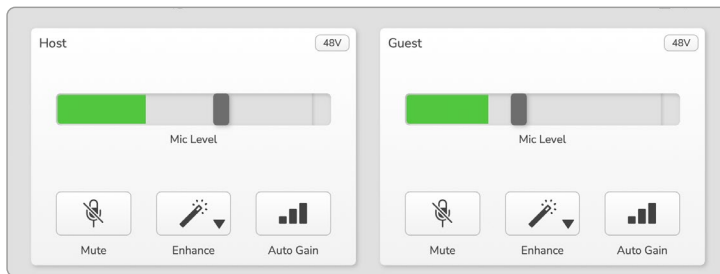 Host
48V
Mic Level
Mute
Enhance
Auto Gain
Guest
48V
Mic Level
Mute
Enhance
Auto Gain